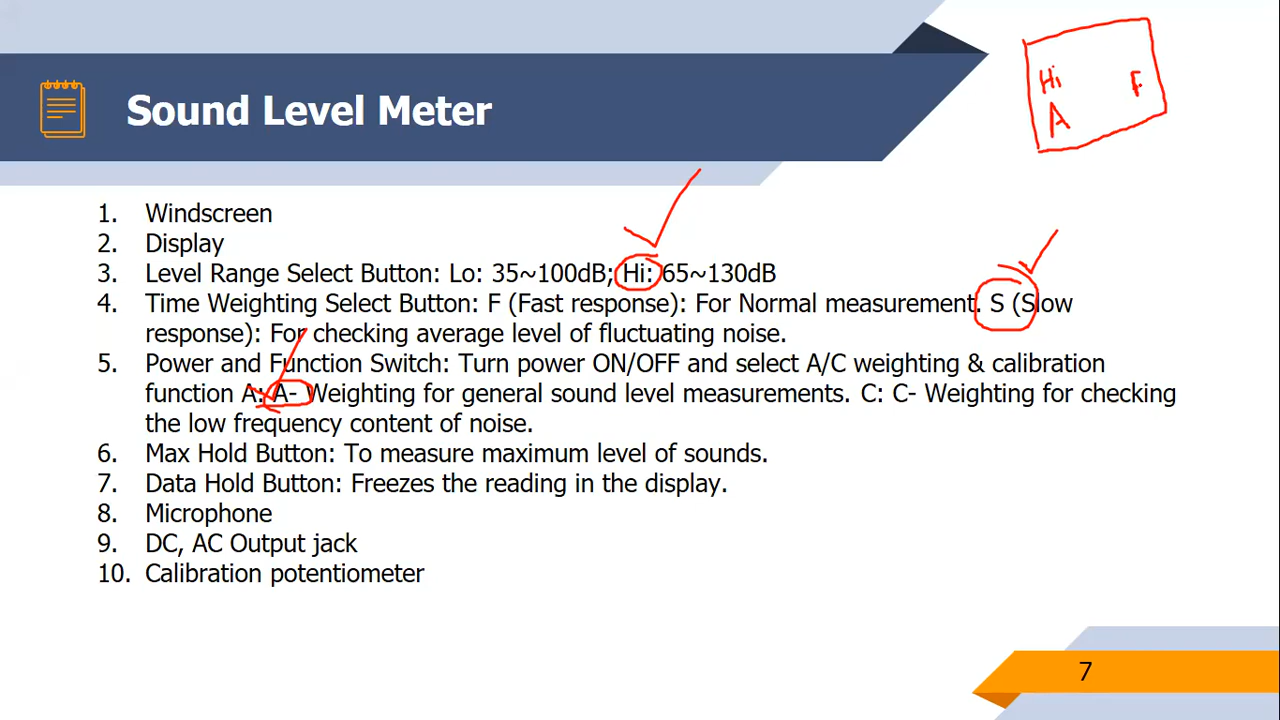 Sound Level Meter
Hi
F
A
1. Windscreen
2. Display
3. Level Range Select Button: Lo: 35~100dB; Hi: 65~130dB
4. Time Weighting Select Button: F (Fast response): For Normal measurement. S (Slow
response): For checking average level of fluctuating noise.
5. Power and Function Switch: Turn power ON/OFF and select A/C weighting & calibration
function A: A- Weighting for general sound level measurements. C: C- Weighting for checking
the low frequency content of noise.
6. Max Hold Button: To measure maximum level of sounds.
7. Data Hold Button: Freezes the reading in the display.
8. Microphone
9. DC, AC Output jack
10. Calibration potentiometer
7